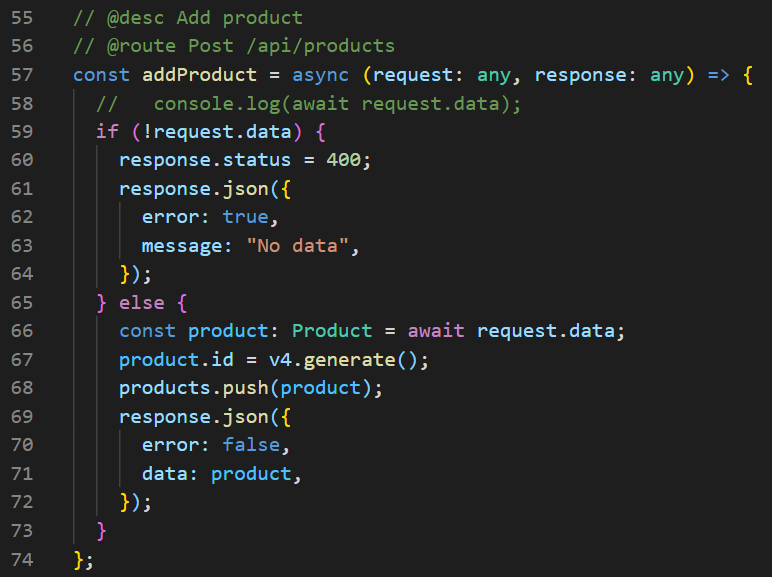 55 // @desc Add product
56 // @route Post /api/products
57 const addProduct = async (request: any, response: any) => {
58   //   console.log(await request.data);
59   if (!request.data) {
60     response.status = 400;
61     response.json({
62       error: true,
63       message: "No data",
64     });
65   } else {
66     const product: Product = await request.data;
67     product.id = v4.generate();
68     products.push(product);
69     response.json({
70       error: false,
71       data: product,
72     });
73   }
74 };